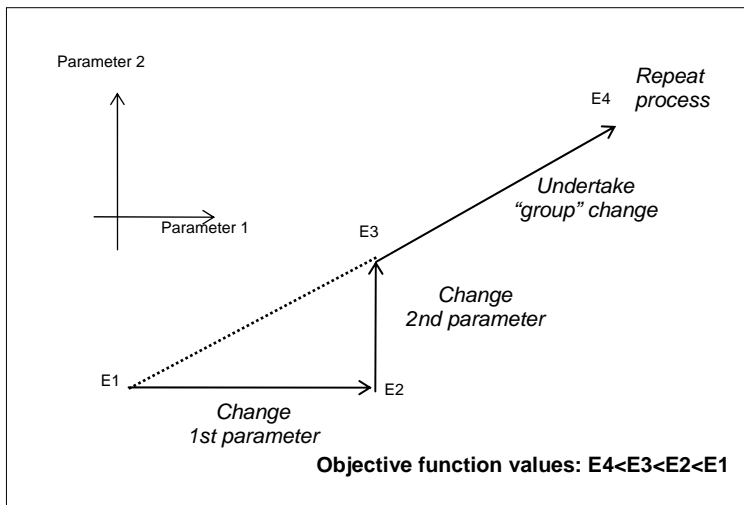 Parameter 2
Repeat
process
E4
Undertake
“group” change
Parameter 1
E3
Change
2nd parameter
E1
E2
Change
1st parameter
Objective function values: E4<E3<E2<E1